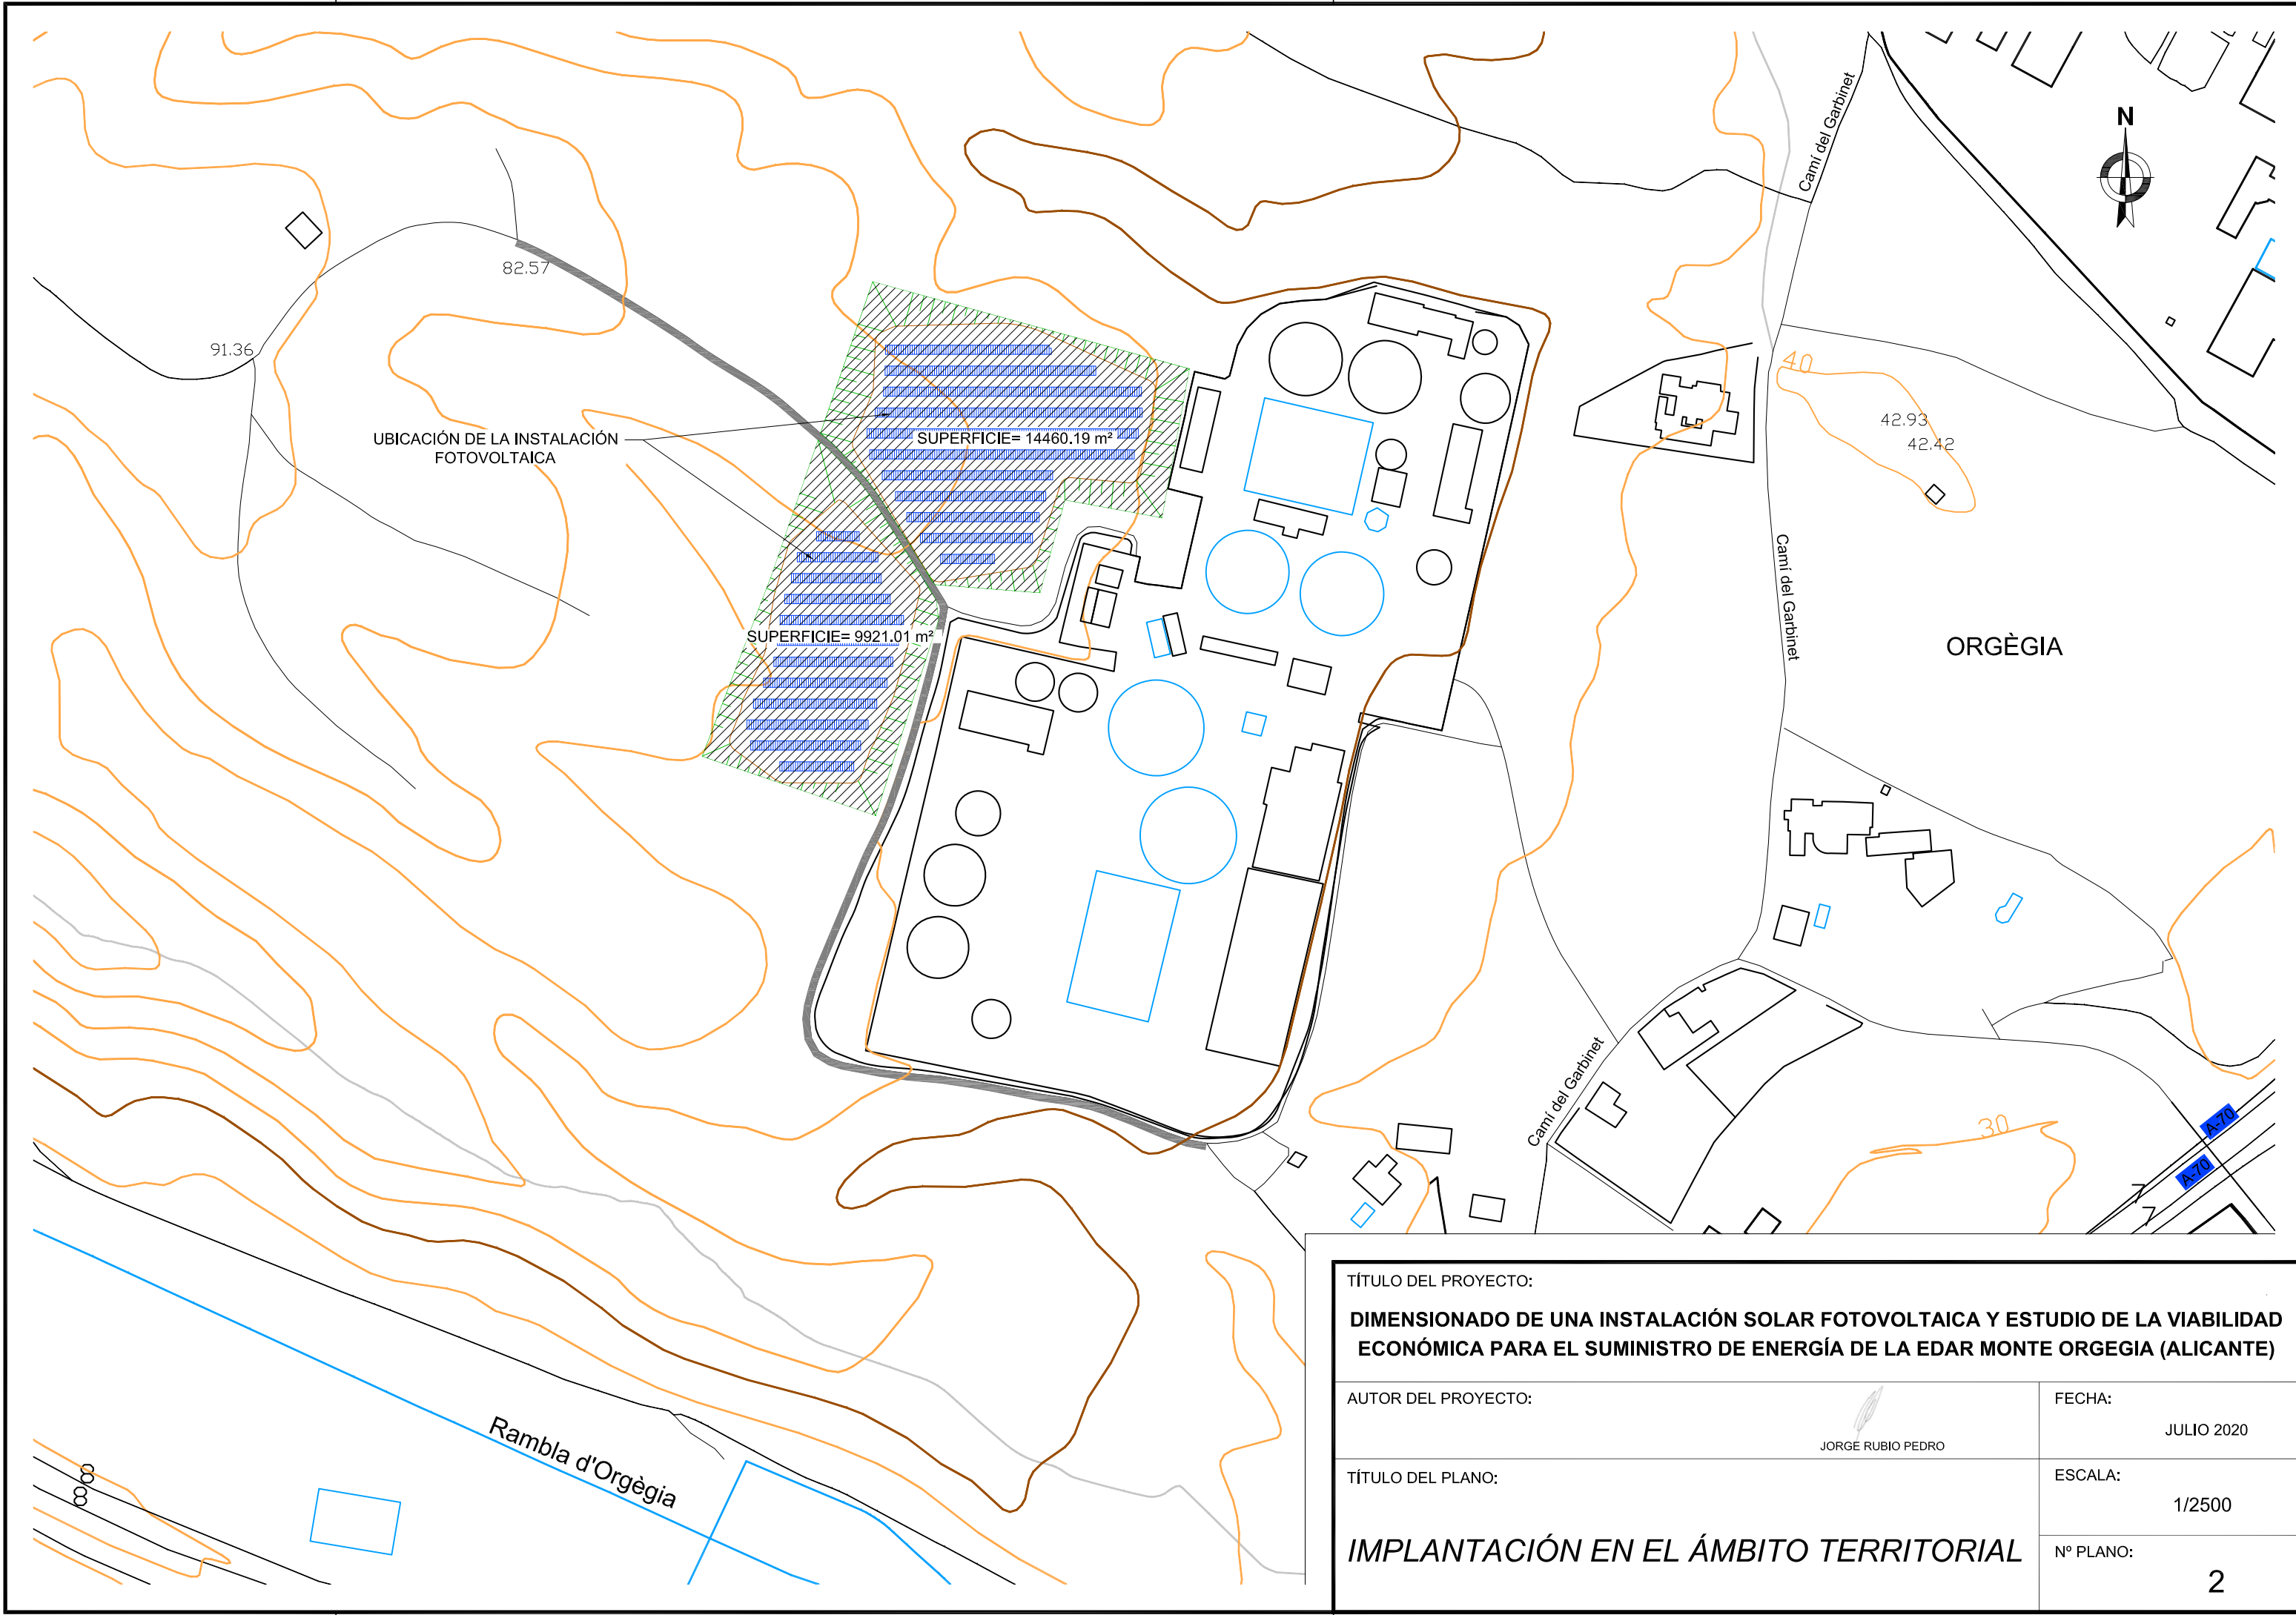 Camí del Garbinet
N
82.57
91.36
40
42.93
42.42
UBICACIÓN DE LA INSTALACIÓN
FOTOVOLTAICA
SUPERFICIE= 14460.19 m²
Camí del Garbinet
SUPERFICIE= 9921.01 m²
ORGÈGIA
Camí del Garbinet
30
A-70
A-70
Rambla d'Orgègia
TÍTULO DEL PROYECTO:
DIMENSIONADO DE UNA INSTALACIÓN SOLAR FOTOVOLTAICA Y ESTUDIO DE LA VIABILIDAD
ECONÓMICA PARA EL SUMINISTRO DE ENERGÍA DE LA EDAR MONTE ORGEGIA (ALICANTE)
AUTOR DEL PROYECTO:
JORGE RUBIO PEDRO
FECHA:
JULIO 2020
TÍTULO DEL PLANO:
IMPLANTACIÓN EN EL ÁMBITO TERRITORIAL
ESCALA:
1/2500
Nº PLANO:
2